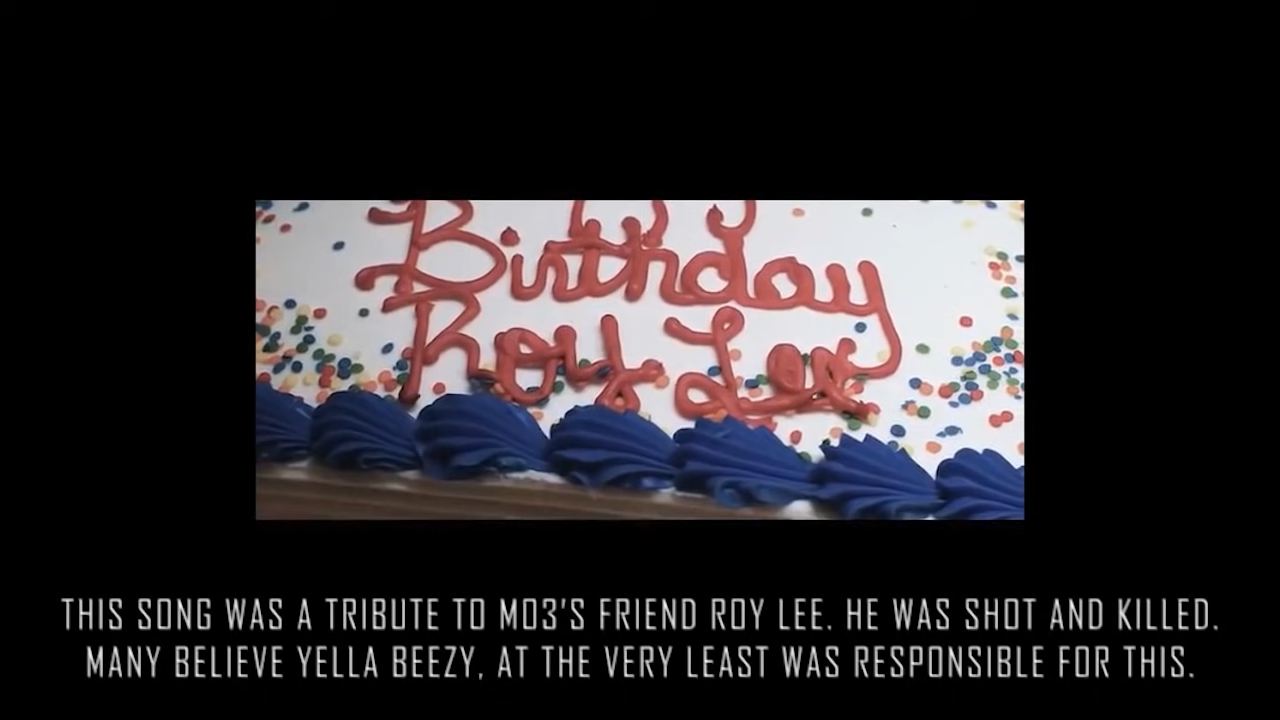 Birthday
Roy Lee
THIS SONG WAS A TRIBUTE TO MO3'S FRIEND ROY LEE. HE WAS SHOT AND KILLED.
MANY BELIEVE YELLA BEEZY, AT THE VERY LEAST WAS RESPONSIBLE FOR THIS.